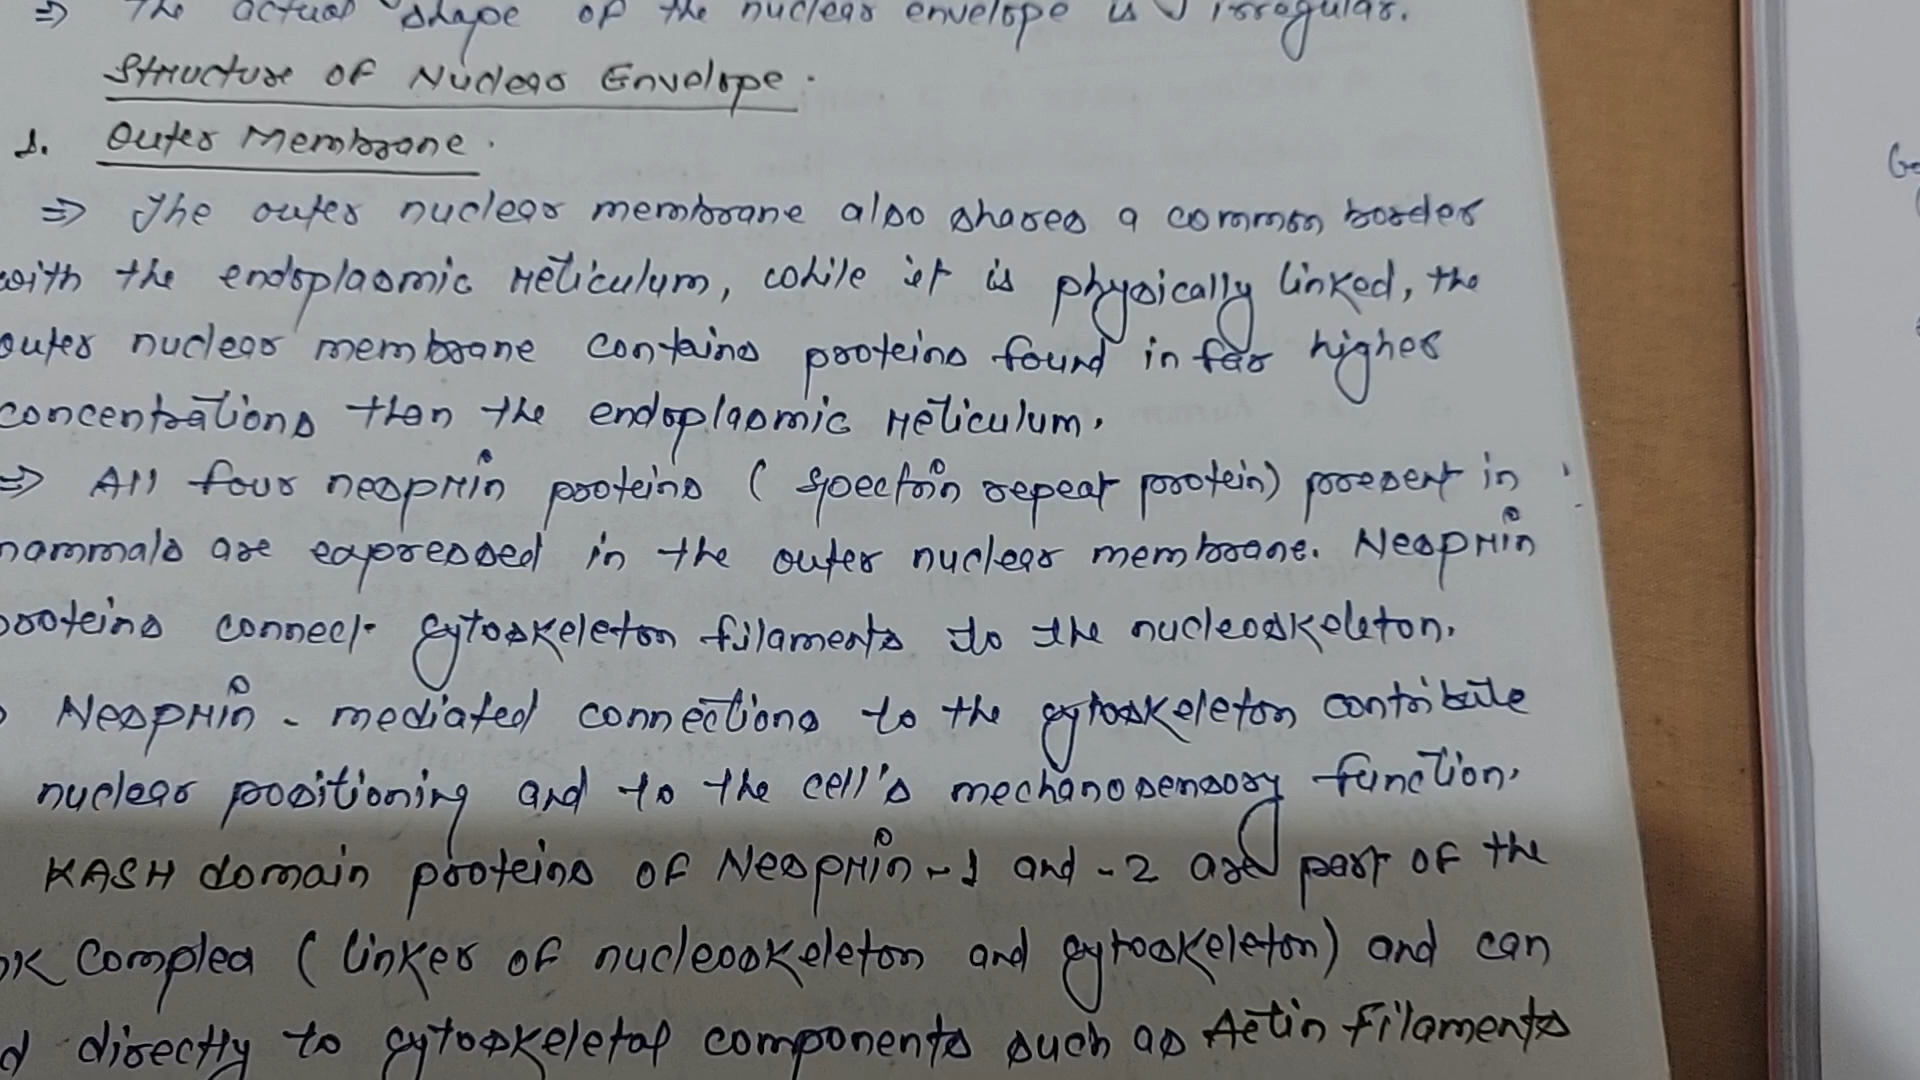 ⇒ The actual shape of the nuclear envelope is irregular.
Structure of Nuclear Envelope.
1. Outer Membrane.
⇒ The outer nuclear membrane also shares a common border
with the endoplasmic reticulum, while it is physically linked, the
outer nuclear membrane contains proteins found in far higher
concentrations than the endoplasmic reticulum.
⇒ All four nesprin proteins (spectrin repeat protein) present in
mammals are expressed in the outer nuclear membrane. Nesprin
proteins connect cytoskeleton filaments to the nucleoskeleton.
Nesprin-mediated connections to the cytoskeleton contribute
nuclear positioning and to the cell's mechanosensory function.
KASH domain proteins of Nesprin-1 and -2 are part of the
complex (linker of nucleoskeleton and cytoskeleton) and can
directly to cytoskeletal components such as Actin filaments